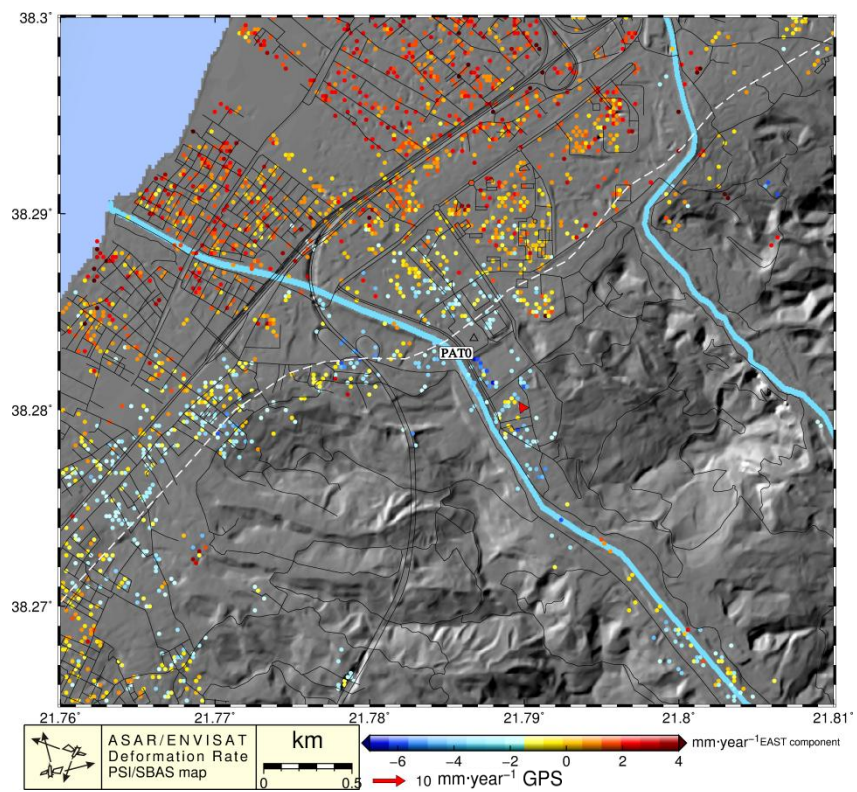 38.3
38.29
38.28
38.27
PAT0
21.76 21.77 21.78 21.79 21.8 21.81
ASAR/ENVISAT
Deformation Rate
PSI/SBAS map
km
0 0.5
-6 -4 -2 0 2 4
mm·year⁻¹ EAST component
10 mm·year⁻¹ GPS